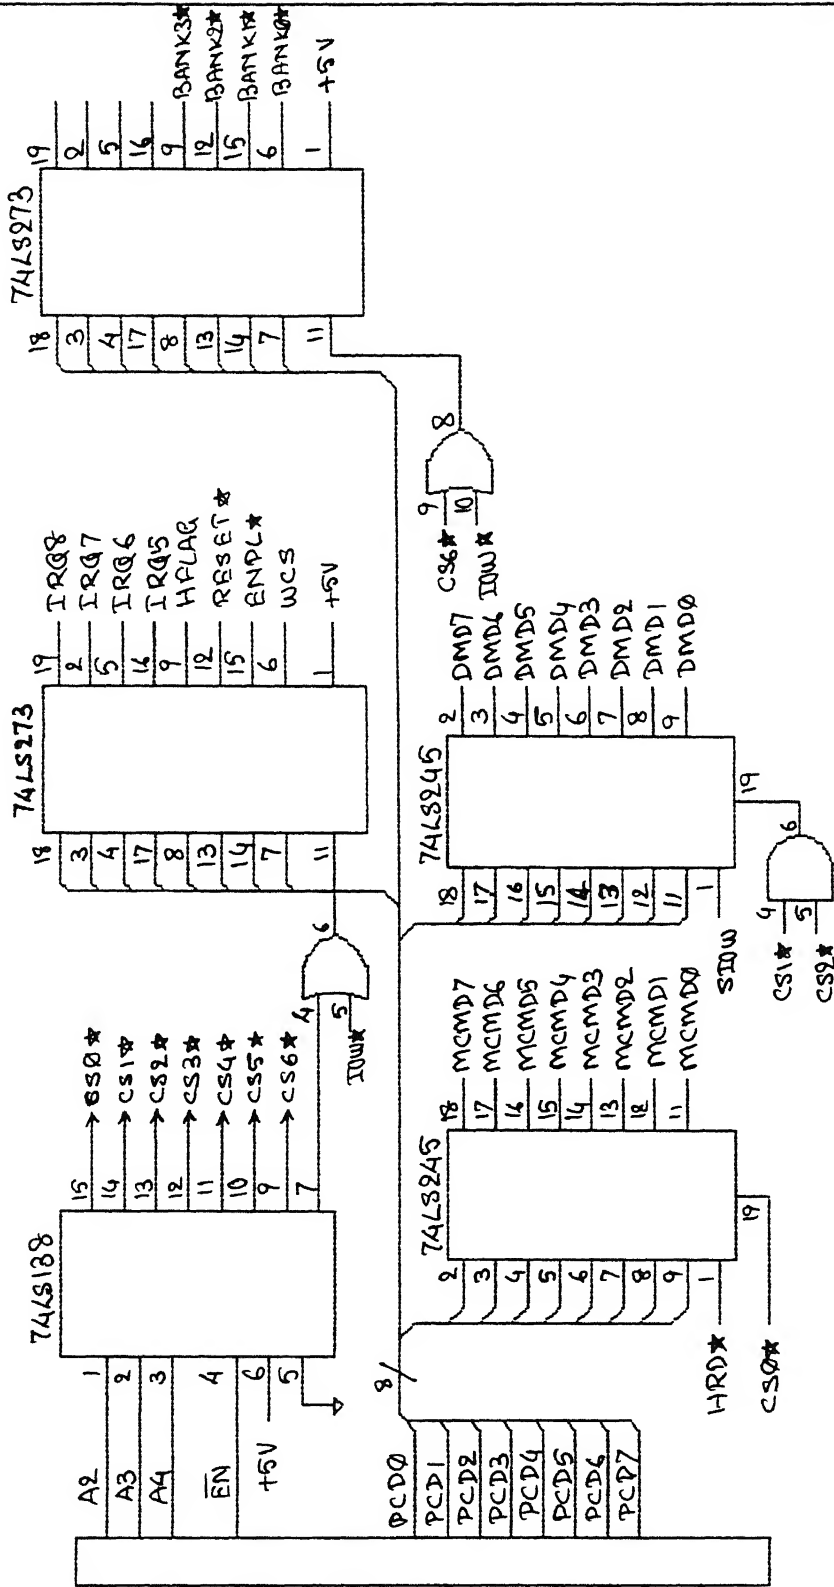 74LS138
A2 1
A3 2
A4 3
EN 4
6
+5V 5
15 CS0*
14 CS1*
13 CS2*
12 CS3*
11 CS4*
10 CS5*
9 CS6*
7
4
5
IOW*
6
74LS273
18 19 IRQ8
3 2 IRQ7
4 5 IRQ6
17 16 IRQ5
8 9 HFLAG
13 12 RESET*
14 15 ENPL*
7 6 WCS
11 1 +5V
74LS273
18 19
3 2
4 5
17 16
8 9 BANK3*
13 12 BANK2*
14 15 BANK1*
7 6 BANK0*
11 1 +5V
CS6* 9
IOW* 10
8
8
PCD0
PCD1
PCD2
PCD3
PCD4
PCD5
PCD6
PCD7
74LS245
2 18 MCMD7
3 17 MCMD6
4 16 MCMD5
5 15 MCMD4
6 14 MCMD3
7 13 MCMD2
8 12 MCMD1
9 11 MCMD0
HRD* 1
CS0* 19
74LS245
18 2 DMD7
17 3 DMD6
16 4 DMD5
15 5 DMD4
14 6 DMD3
13 7 DMD2
12 8 DMD1
11 9 DMD0
SIOW 1
19
CS1* 4
CS2* 5
6